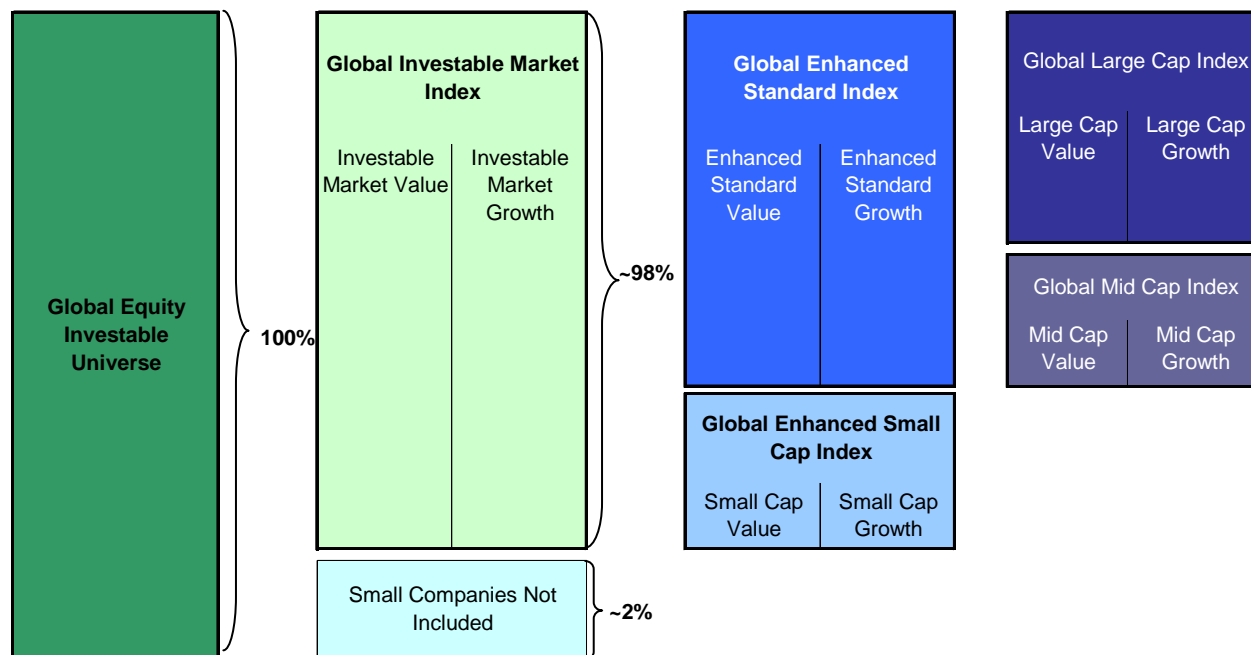 Global Equity
Investable
Universe
100%
Global Investable Market
Index
Investable
Market Value
Investable
Market
Growth
~98%
Small Companies Not
Included
~2%
Global Enhanced
Standard Index
Enhanced
Standard
Value
Enhanced
Standard
Growth
Global Enhanced Small
Cap Index
Small Cap
Value
Small Cap
Growth
Global Large Cap Index
Large Cap
Value
Large Cap
Growth
Global Mid Cap Index
Mid Cap
Value
Mid Cap
Growth